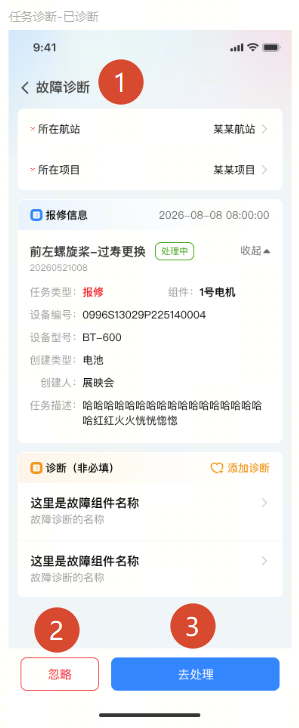 任务诊断-已诊断
9:41
故障诊断
1
* 所在航站 某某航站
* 所在项目 某某项目
报修信息 2026-08-08 08:00:00
前左螺旋桨-过寿更换 处理中 收起
20260521008
任务类型: 报修 组件: 1号电机
设备编号: 0996S13029P225140004
设备型号: BT-600
创建类型: 电池
创建人: 展映会
任务描述: 哈哈哈哈哈哈哈哈哈哈哈哈哈哈哈哈哈
哈红红火火恍恍惚惚
诊断（非必填） 添加诊断
这里是故障组件名称
故障诊断的名称
这里是故障组件名称
故障诊断的名称
2 3
忽略 去处理